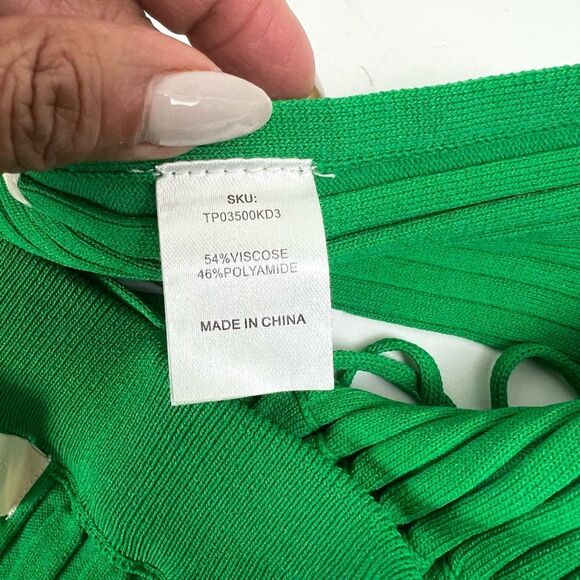 SKU:
TP03500KD3
54%VISCOSE
46%POLYAMIDE
MADE IN CHINA